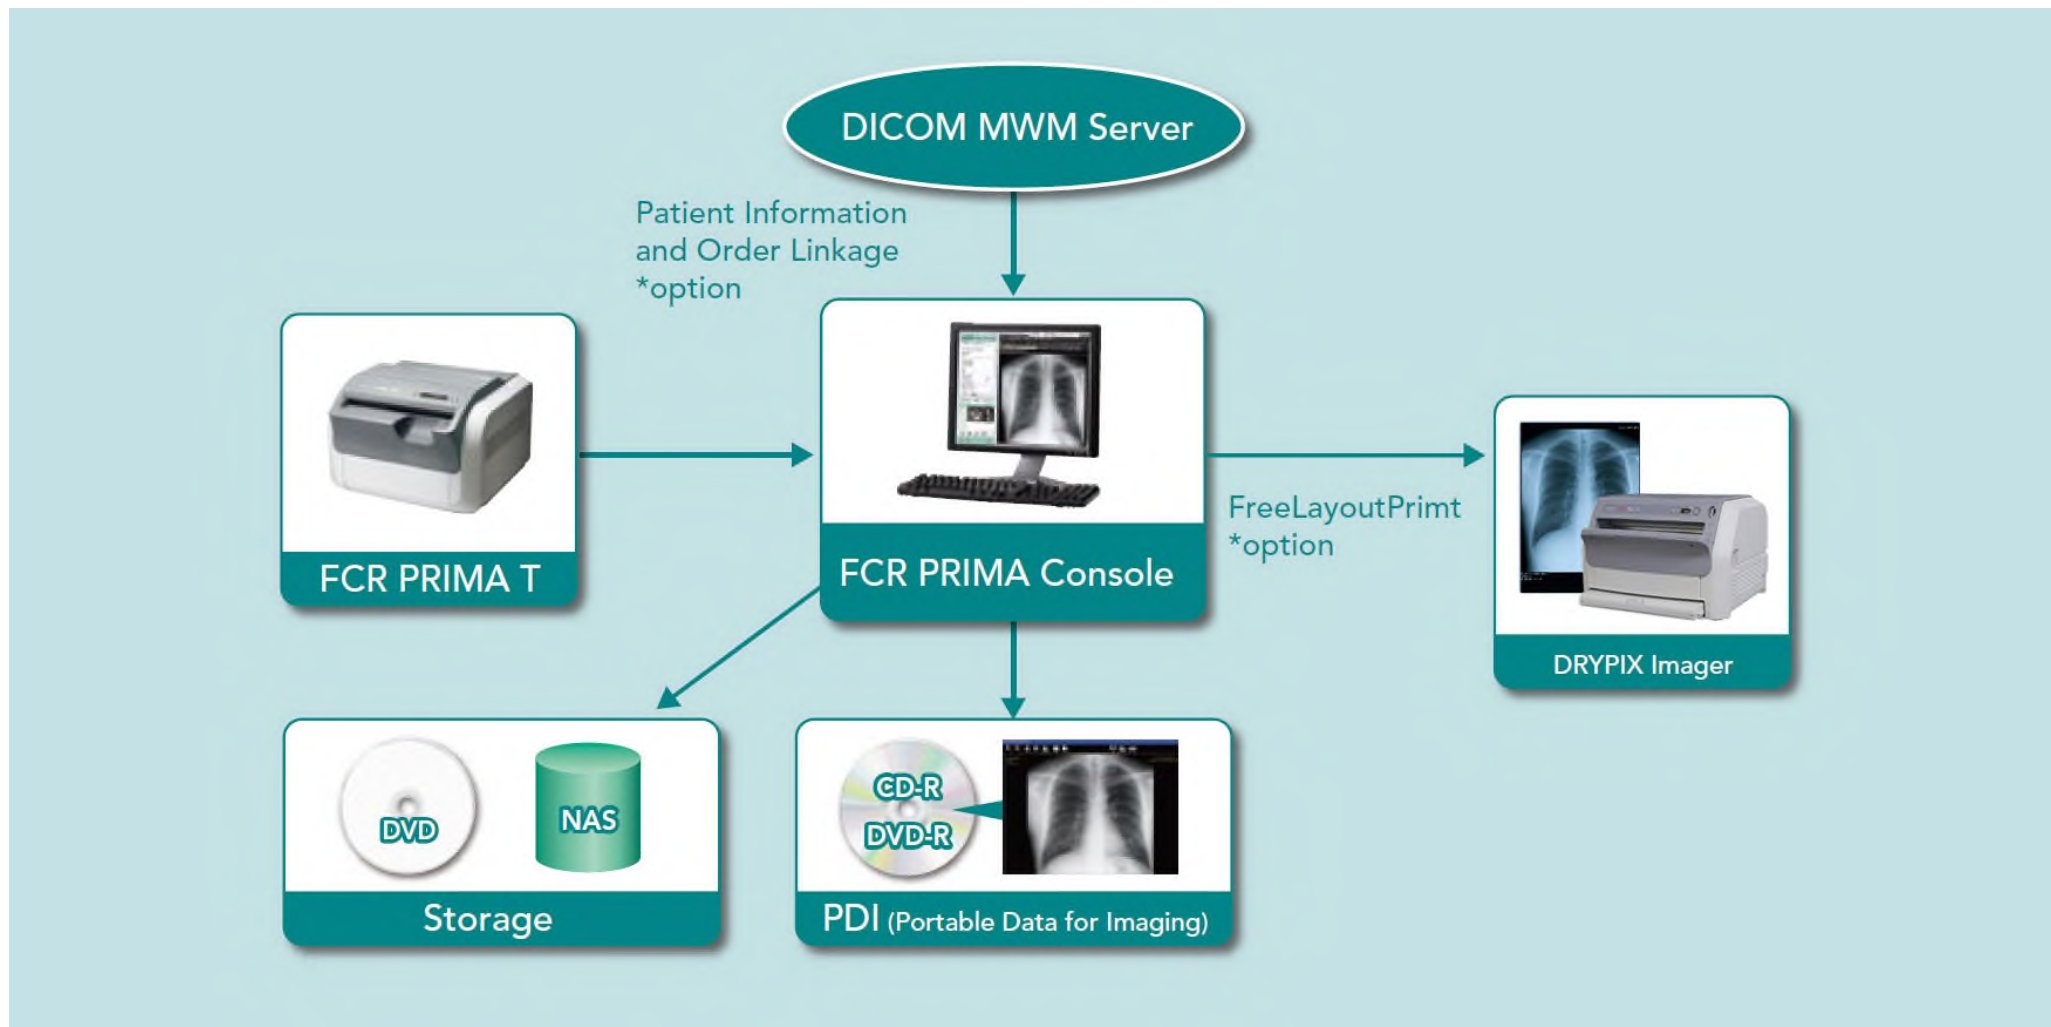 DICOM MWM Server
Patient Information
and Order Linkage
*option
FCR PRIMA T
FCR PRIMA Console
FreeLayoutPrimt
*option
DRYPIX Imager
DVD
NAS
Storage
CD-R
DVD-R
PDI (Portable Data for Imaging)